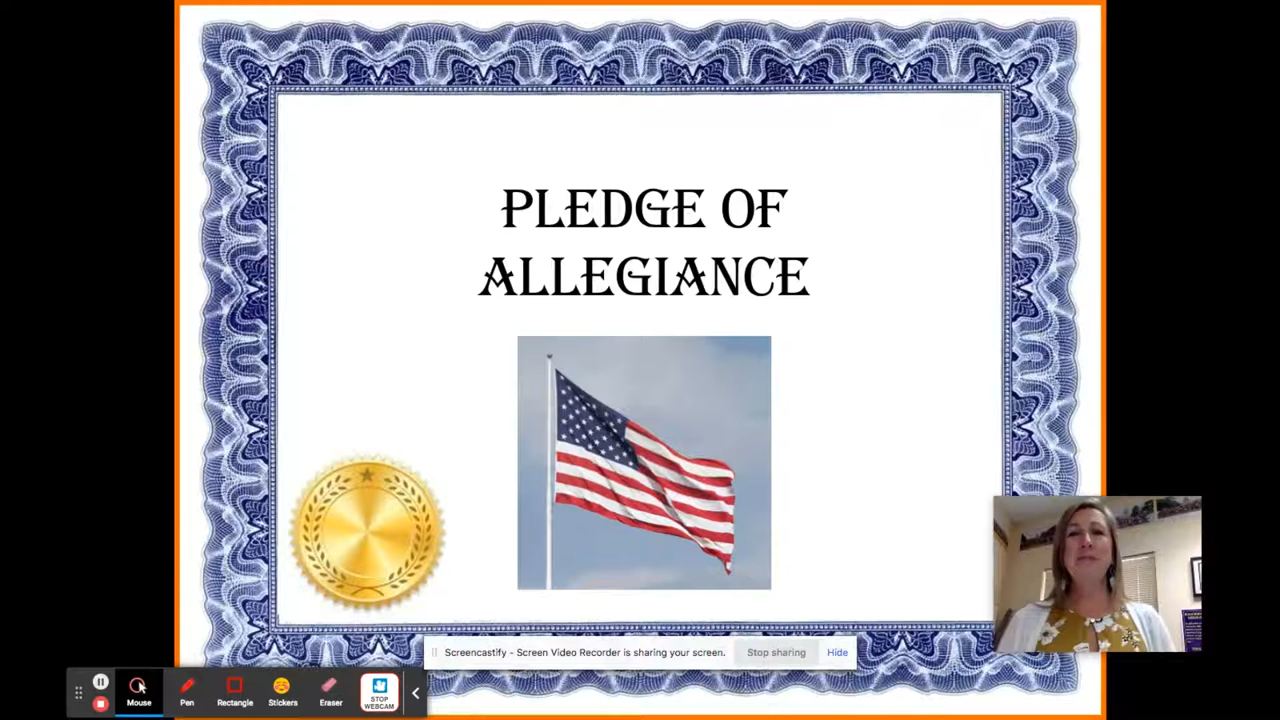 PLEDGE OF
ALLEGIANCE
Screencastify - Screen Video Recorder is sharing your screen.
Stop sharing
Hide
Mouse
Pen
Rectangle
Stickers
Eraser
STOP
WEBCAM